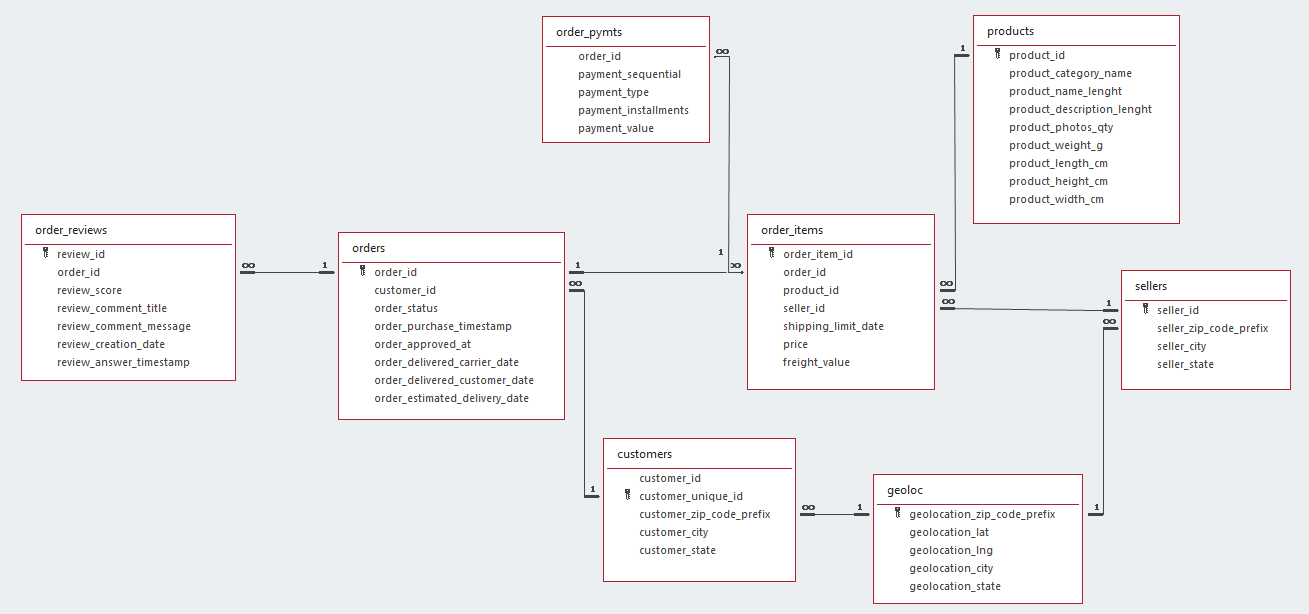 order_pymts
order_id
payment_sequential
payment_type
payment_installments
payment_value
products
product_id
product_category_name
product_name_lenght
product_description_lenght
product_photos_qty
product_weight_g
product_length_cm
product_height_cm
product_width_cm
order_reviews
review_id
order_id
review_score
review_comment_title
review_comment_message
review_creation_date
review_answer_timestamp
orders
order_id
customer_id
order_status
order_purchase_timestamp
order_approved_at
order_delivered_carrier_date
order_delivered_customer_date
order_estimated_delivery_date
order_items
order_item_id
order_id
product_id
seller_id
shipping_limit_date
price
freight_value
sellers
seller_id
seller_zip_code_prefix
seller_city
seller_state
customers
customer_id
customer_unique_id
customer_zip_code_prefix
customer_city
customer_state
geoloc
geolocation_zip_code_prefix
geolocation_lat
geolocation_lng
geolocation_city
geolocation_state
∞
1
∞
1
1
1
∞
∞
∞
∞
1
∞
1
∞
1
1